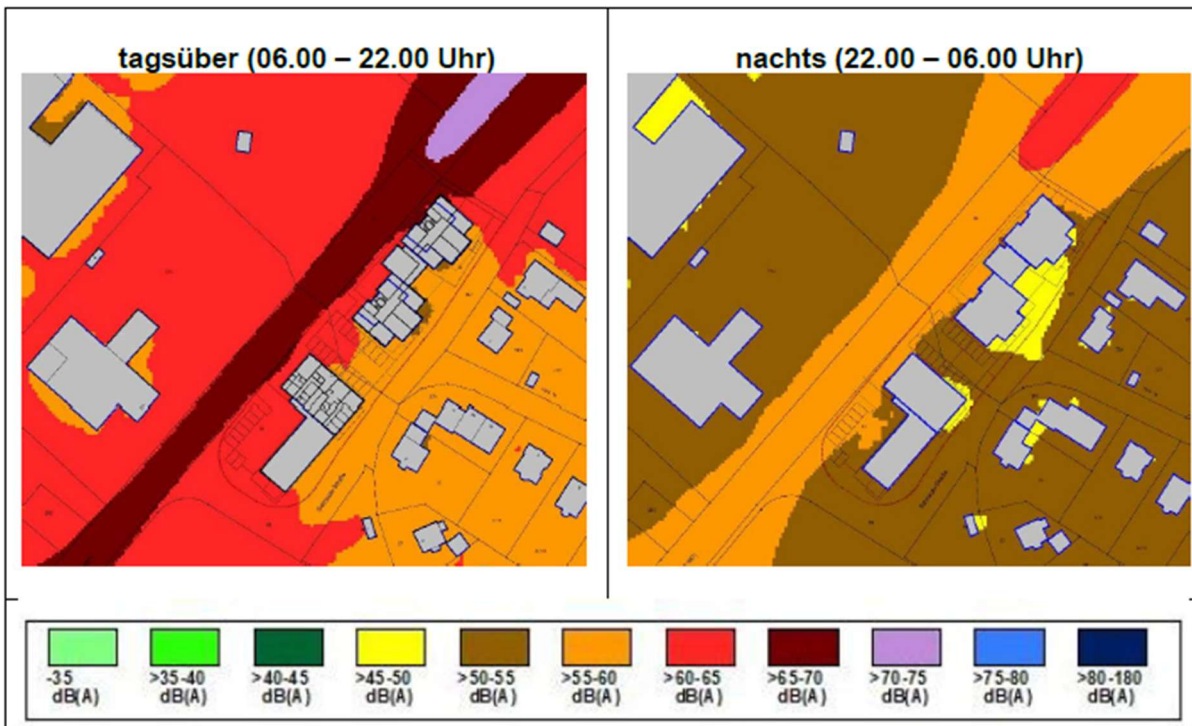 tagsüber (06.00 – 22.00 Uhr)
nachts (22.00 – 06.00 Uhr)
-35 dB(A)
>35-40 dB(A)
>40-45 dB(A)
>45-50 dB(A)
>50-55 dB(A)
>55-60 dB(A)
>60-65 dB(A)
>65-70 dB(A)
>70-75 dB(A)
>75-80 dB(A)
>80-180 dB(A)